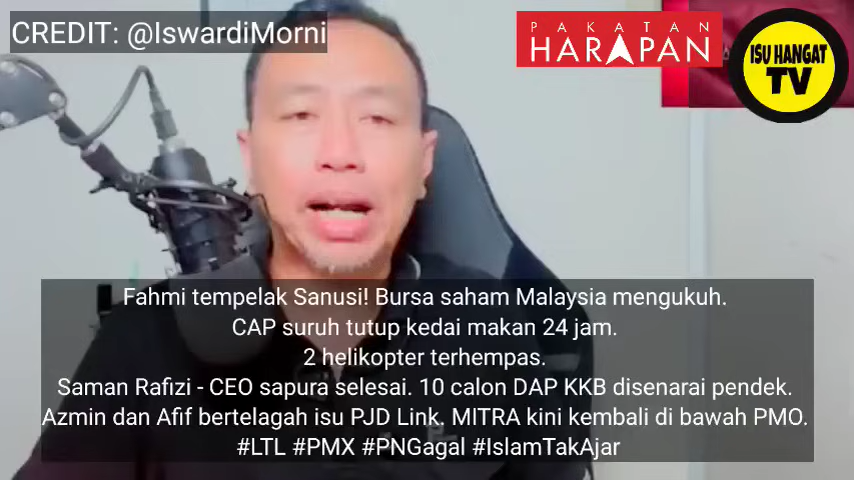 CREDIT: @IswardiMorni
PAKATAN
HARAPAN
ISU HANGAT
TV
Fahmi tempelak Sanusi! Bursa saham Malaysia mengukuh.
CAP suruh tutup kedai makan 24 jam.
2 helikopter terhempas.
Saman Rafizi - CEO sapura selesai. 10 calon DAP KKB disenarai pendek.
Azmin dan Afif bertelagah isu PJD Link. MITRA kini kembali di bawah PMO.
#LTL #PMX #PNGagal #IslamTakAjar